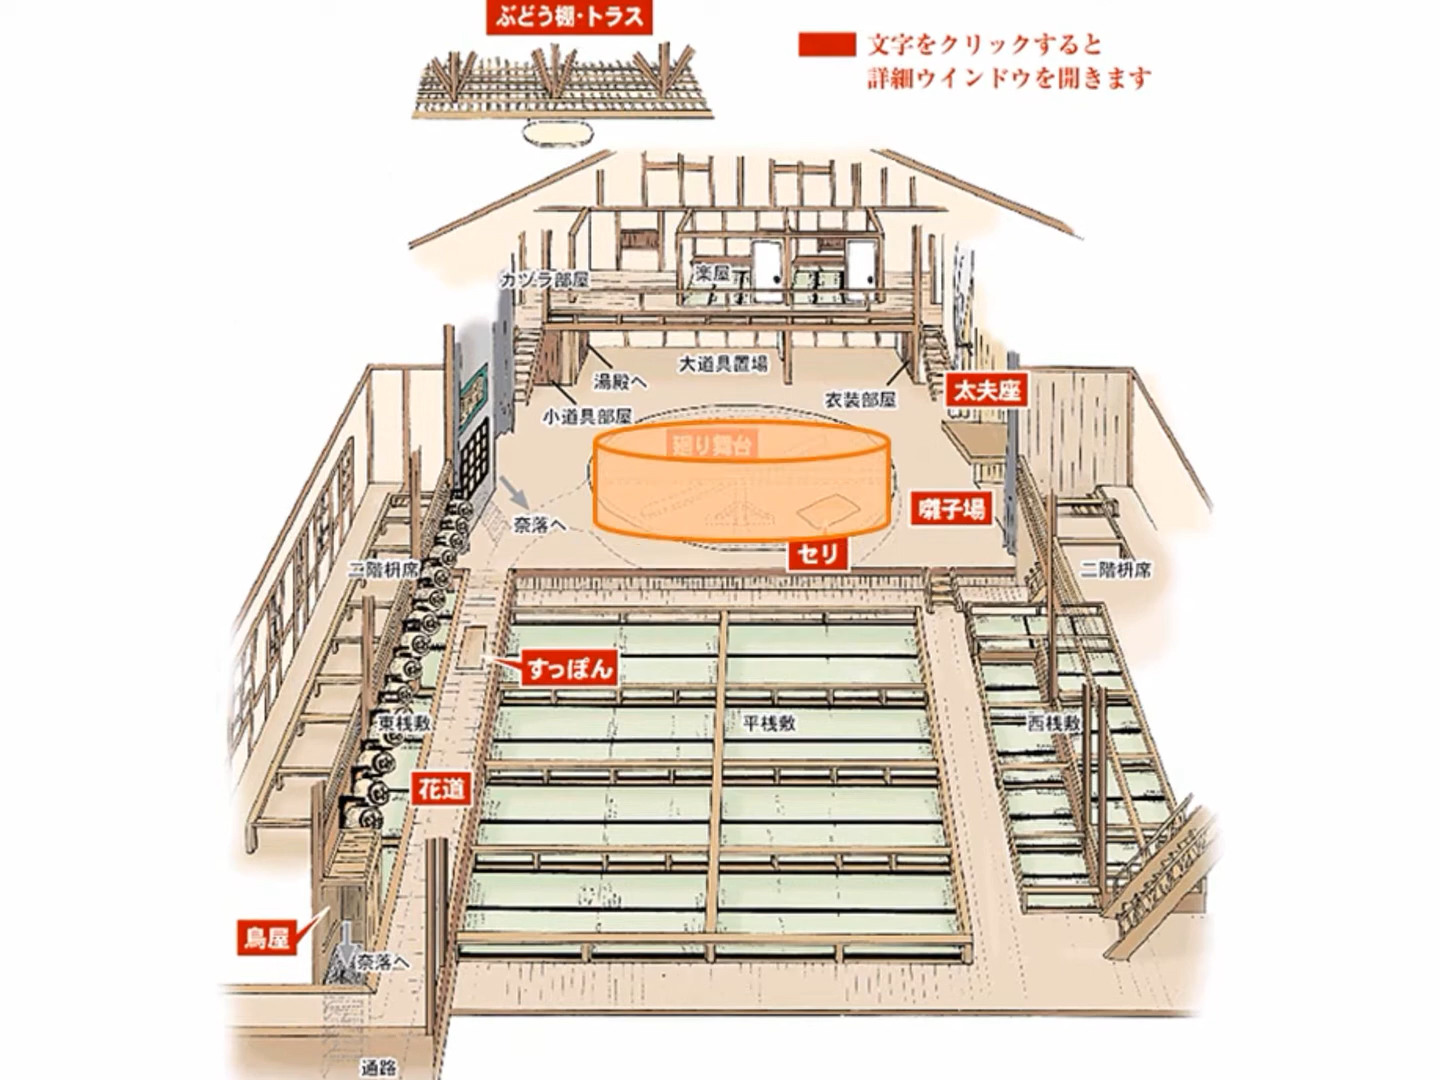 ぶどう棚・トラス
文字をクリックすると
詳細ウインドウを開きます
カヅラ部屋
楽屋
大道具置場
湯殿へ
小道具部屋
衣装部屋
太夫座
廻り舞台
囃子場
奈落へ
セリ
二階枡席
二階枡席
すっぽん
東桟敷
平桟敷
西桟敷
花道
鳥屋
奈落へ
通路